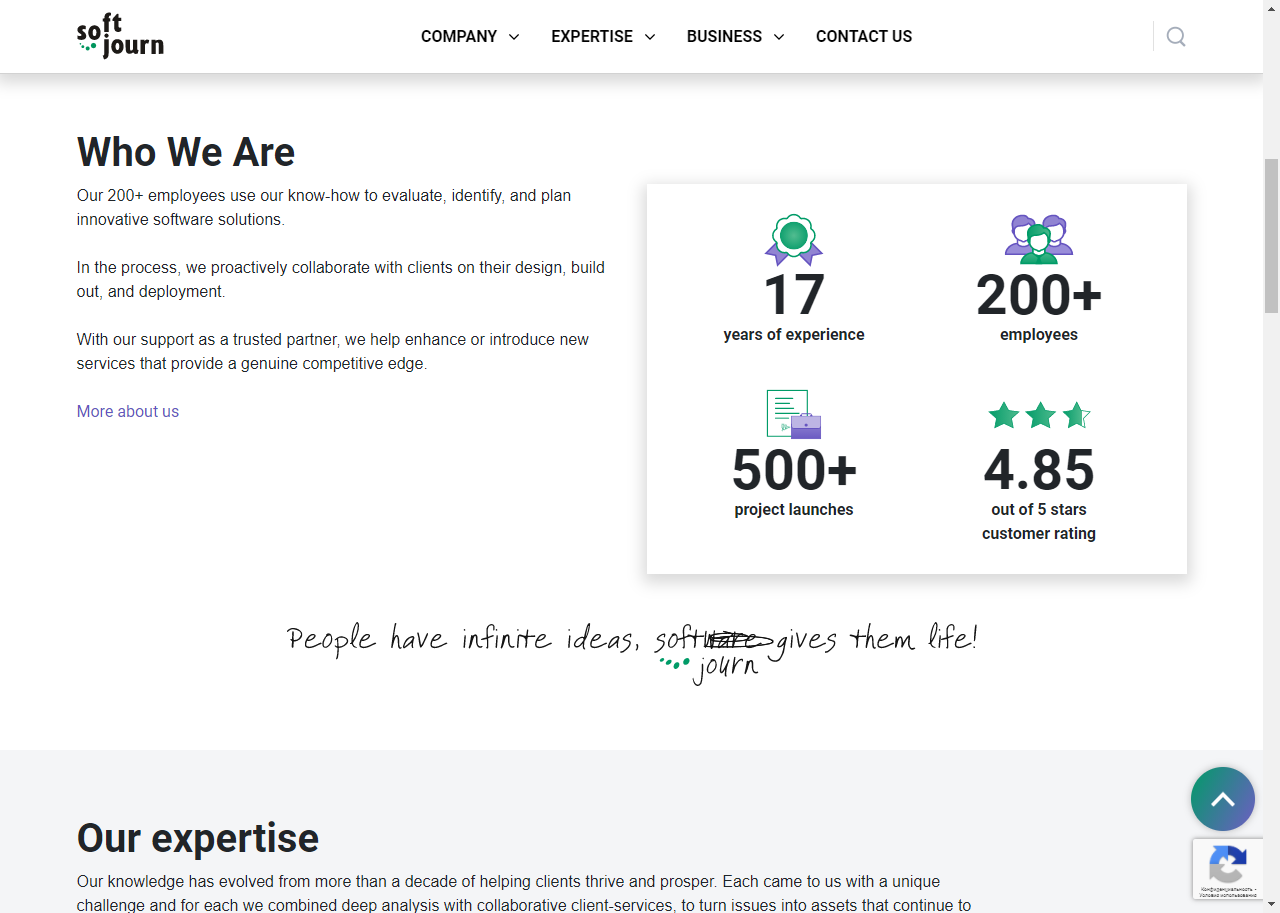 soft
journ
COMPANY
EXPERTISE
BUSINESS
CONTACT US
Who We Are
Our 200+ employees use our know-how to evaluate, identify, and plan
innovative software solutions.
In the process, we proactively collaborate with clients on their design, build
out, and deployment.
With our support as a trusted partner, we help enhance or introduce new
services that provide a genuine competitive edge.
More about us
17
years of experience
200+
employees
500+
project launches
4.85
out of 5 stars
customer rating
People have infinite ideas, software gives them life!
journ
Our expertise
Our knowledge has evolved from more than a decade of helping clients thrive and prosper. Each came to us with a unique
challenge and for each we combined deep analysis with collaborative client-services, to turn issues into assets that continue to
Конфиденциальность -
Условия использования